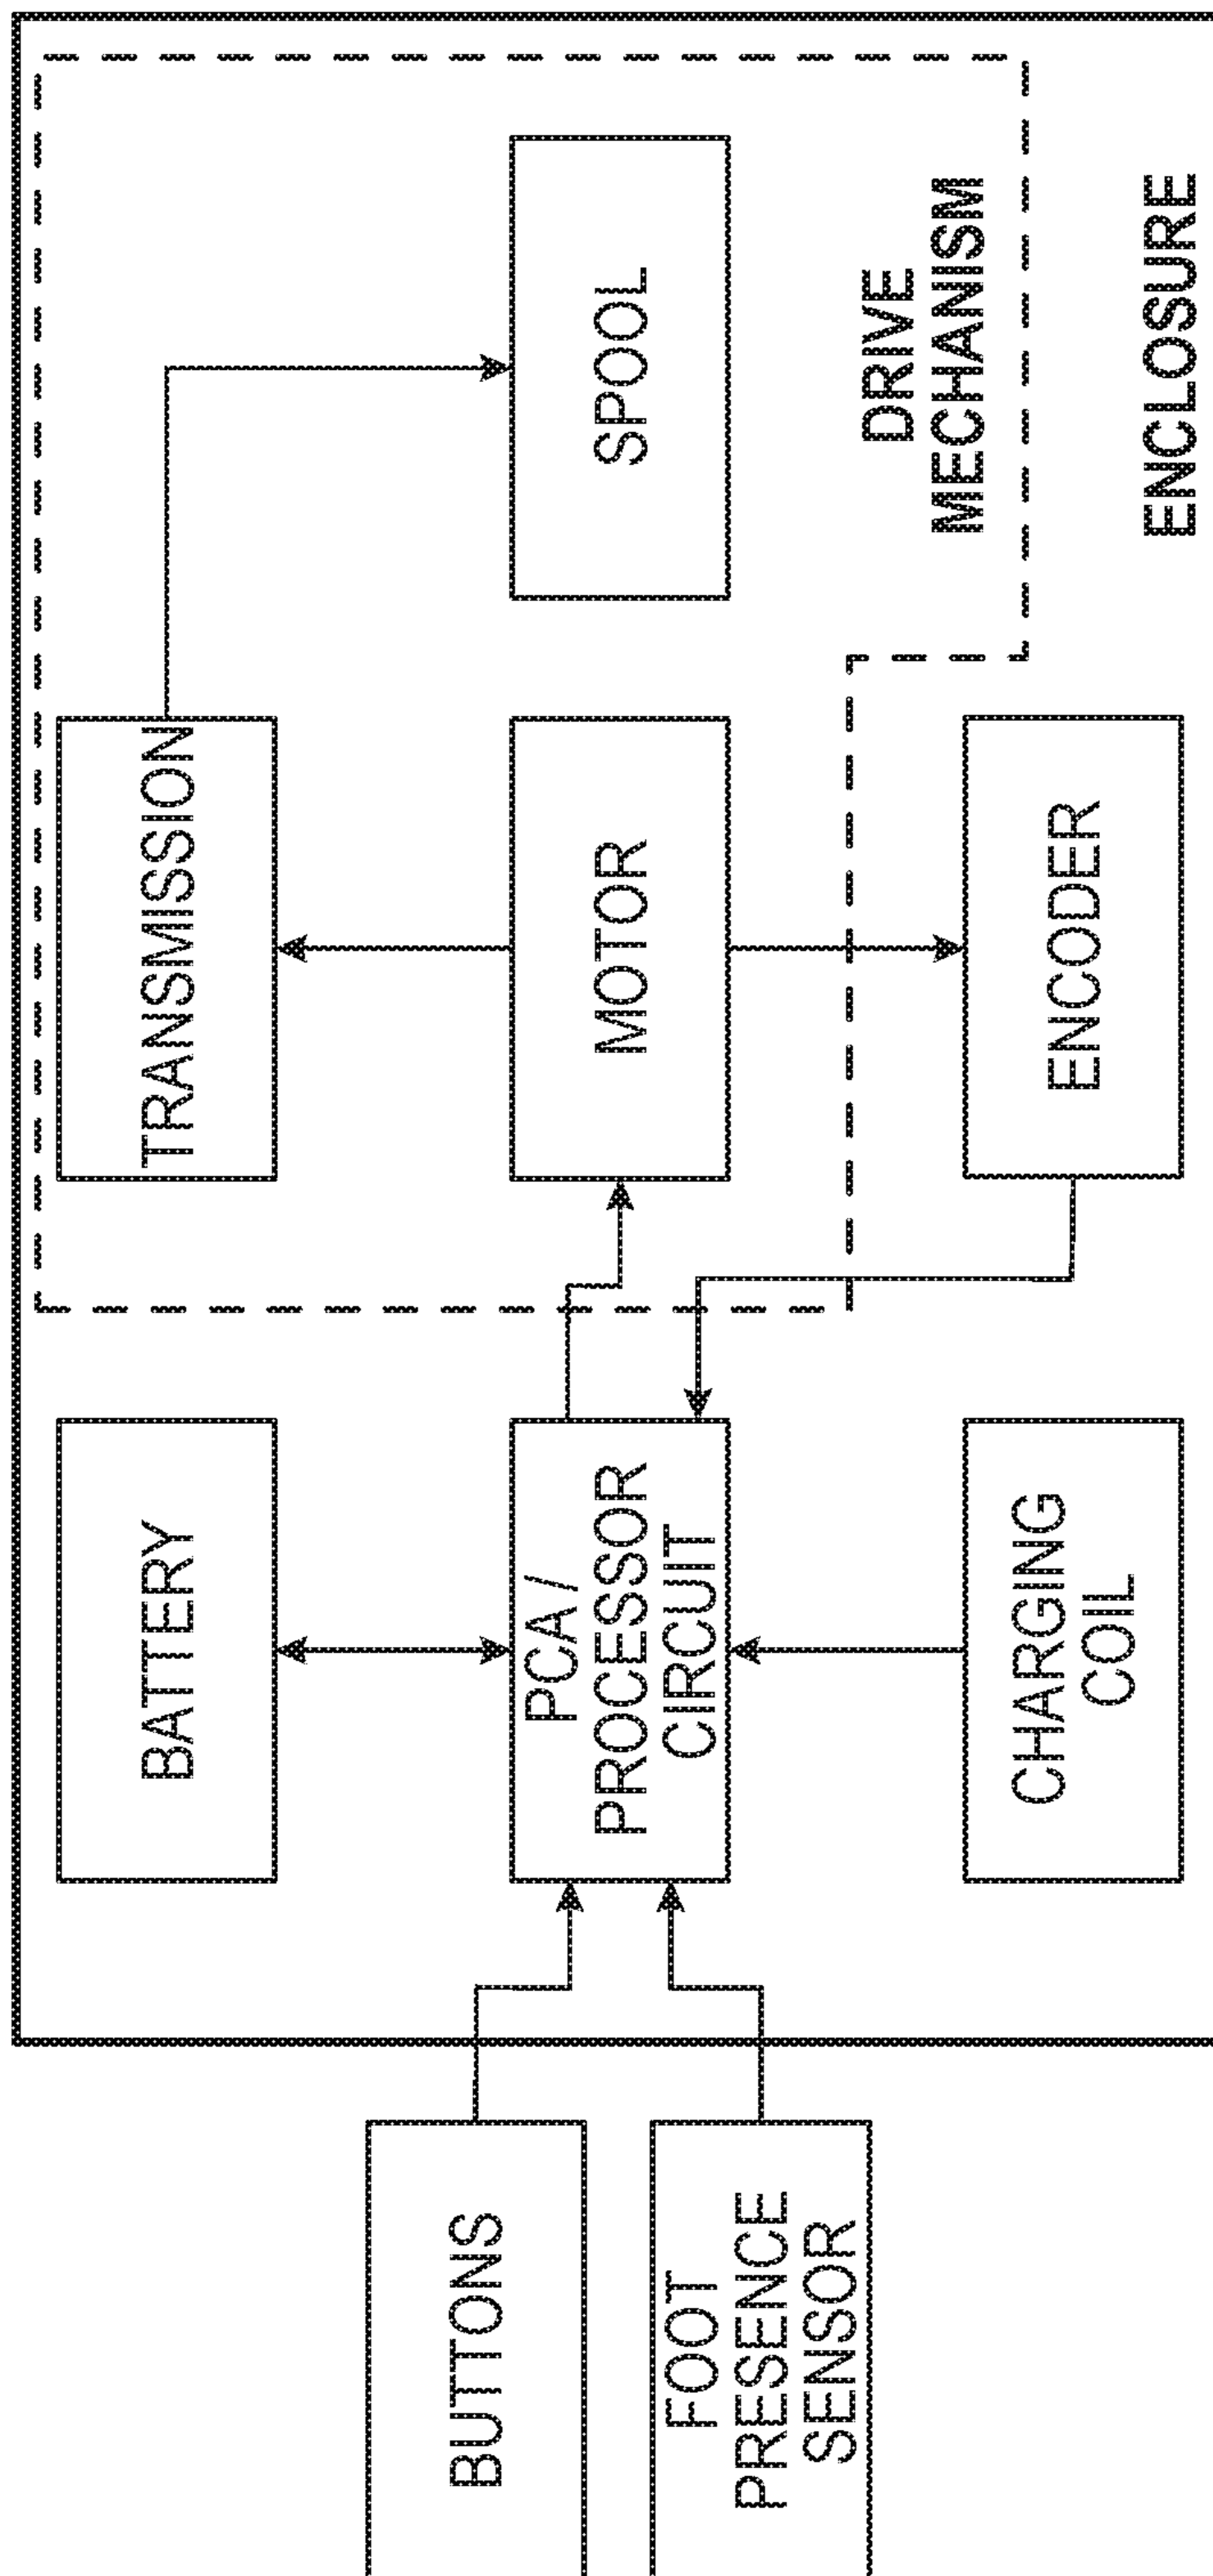 BUTTONS
FOOT
PRESENCE
SENSOR
BATTERY
PCA /
PROCESSOR
CIRCUIT
CHARGING
COIL
TRANSMISSION
MOTOR
ENCODER
SPOOL
DRIVE
MECHANISM
ENCLOSURE